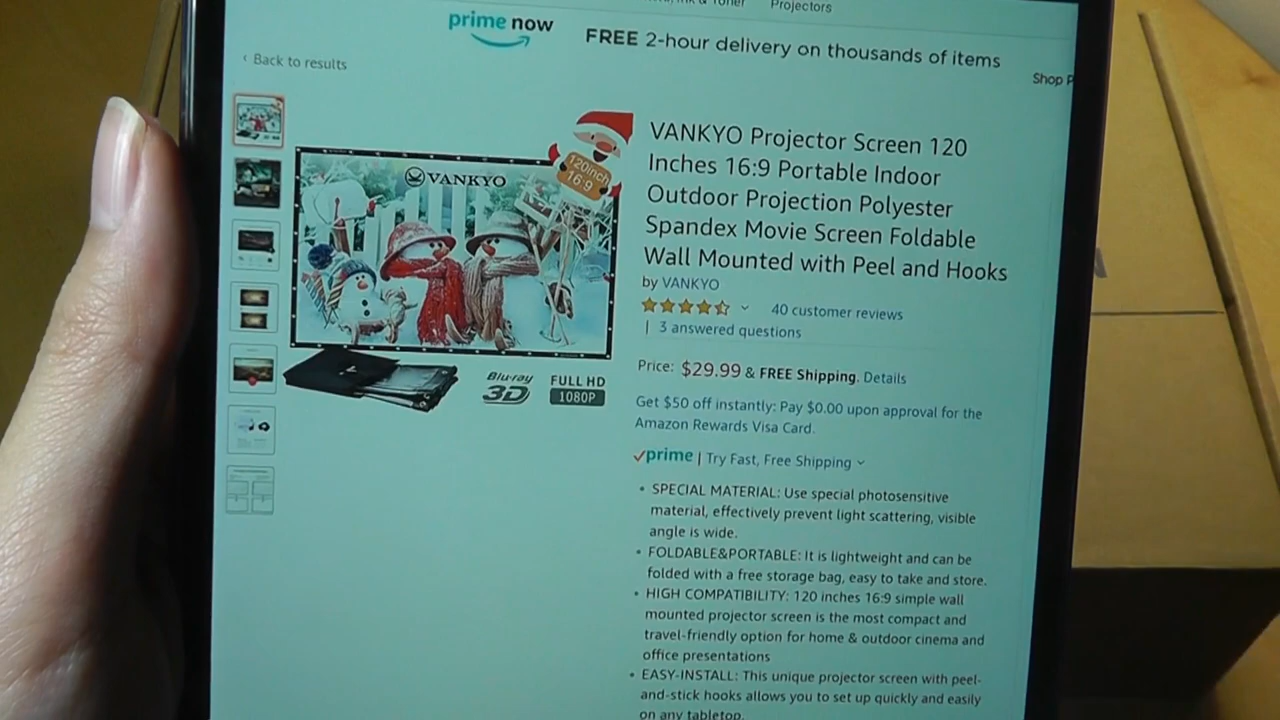 Projectors
prime now
FREE 2-hour delivery on thousands of items
‹ Back to results
Shop
120inch
16:9
VANKYO
VANKYO Projector Screen 120
Inches 16:9 Portable Indoor
Outdoor Projection Polyester
Spandex Movie Screen Foldable
Wall Mounted with Peel and Hooks
by VANKYO
40 customer reviews
| 3 answered questions
Price: $29.99 & FREE Shipping. Details
Blu-ray
3D
FULL HD
1080P
Get $50 off instantly: Pay $0.00 upon approval for the
Amazon Rewards Visa Card.
prime | Try Fast, Free Shipping
• SPECIAL MATERIAL: Use special photosensitive
material, effectively prevent light scattering, visible
angle is wide.
• FOLDABLE&PORTABLE: It is lightweight and can be
folded with a free storage bag, easy to take and store.
• HIGH COMPATIBILITY: 120 inches 16:9 simple wall
mounted projector screen is the most compact and
travel-friendly option for home & outdoor cinema and
office presentations
• EASY-INSTALL: This unique projector screen with peel-
and-stick hooks allows you to set up quickly and easily
on any tabletop.